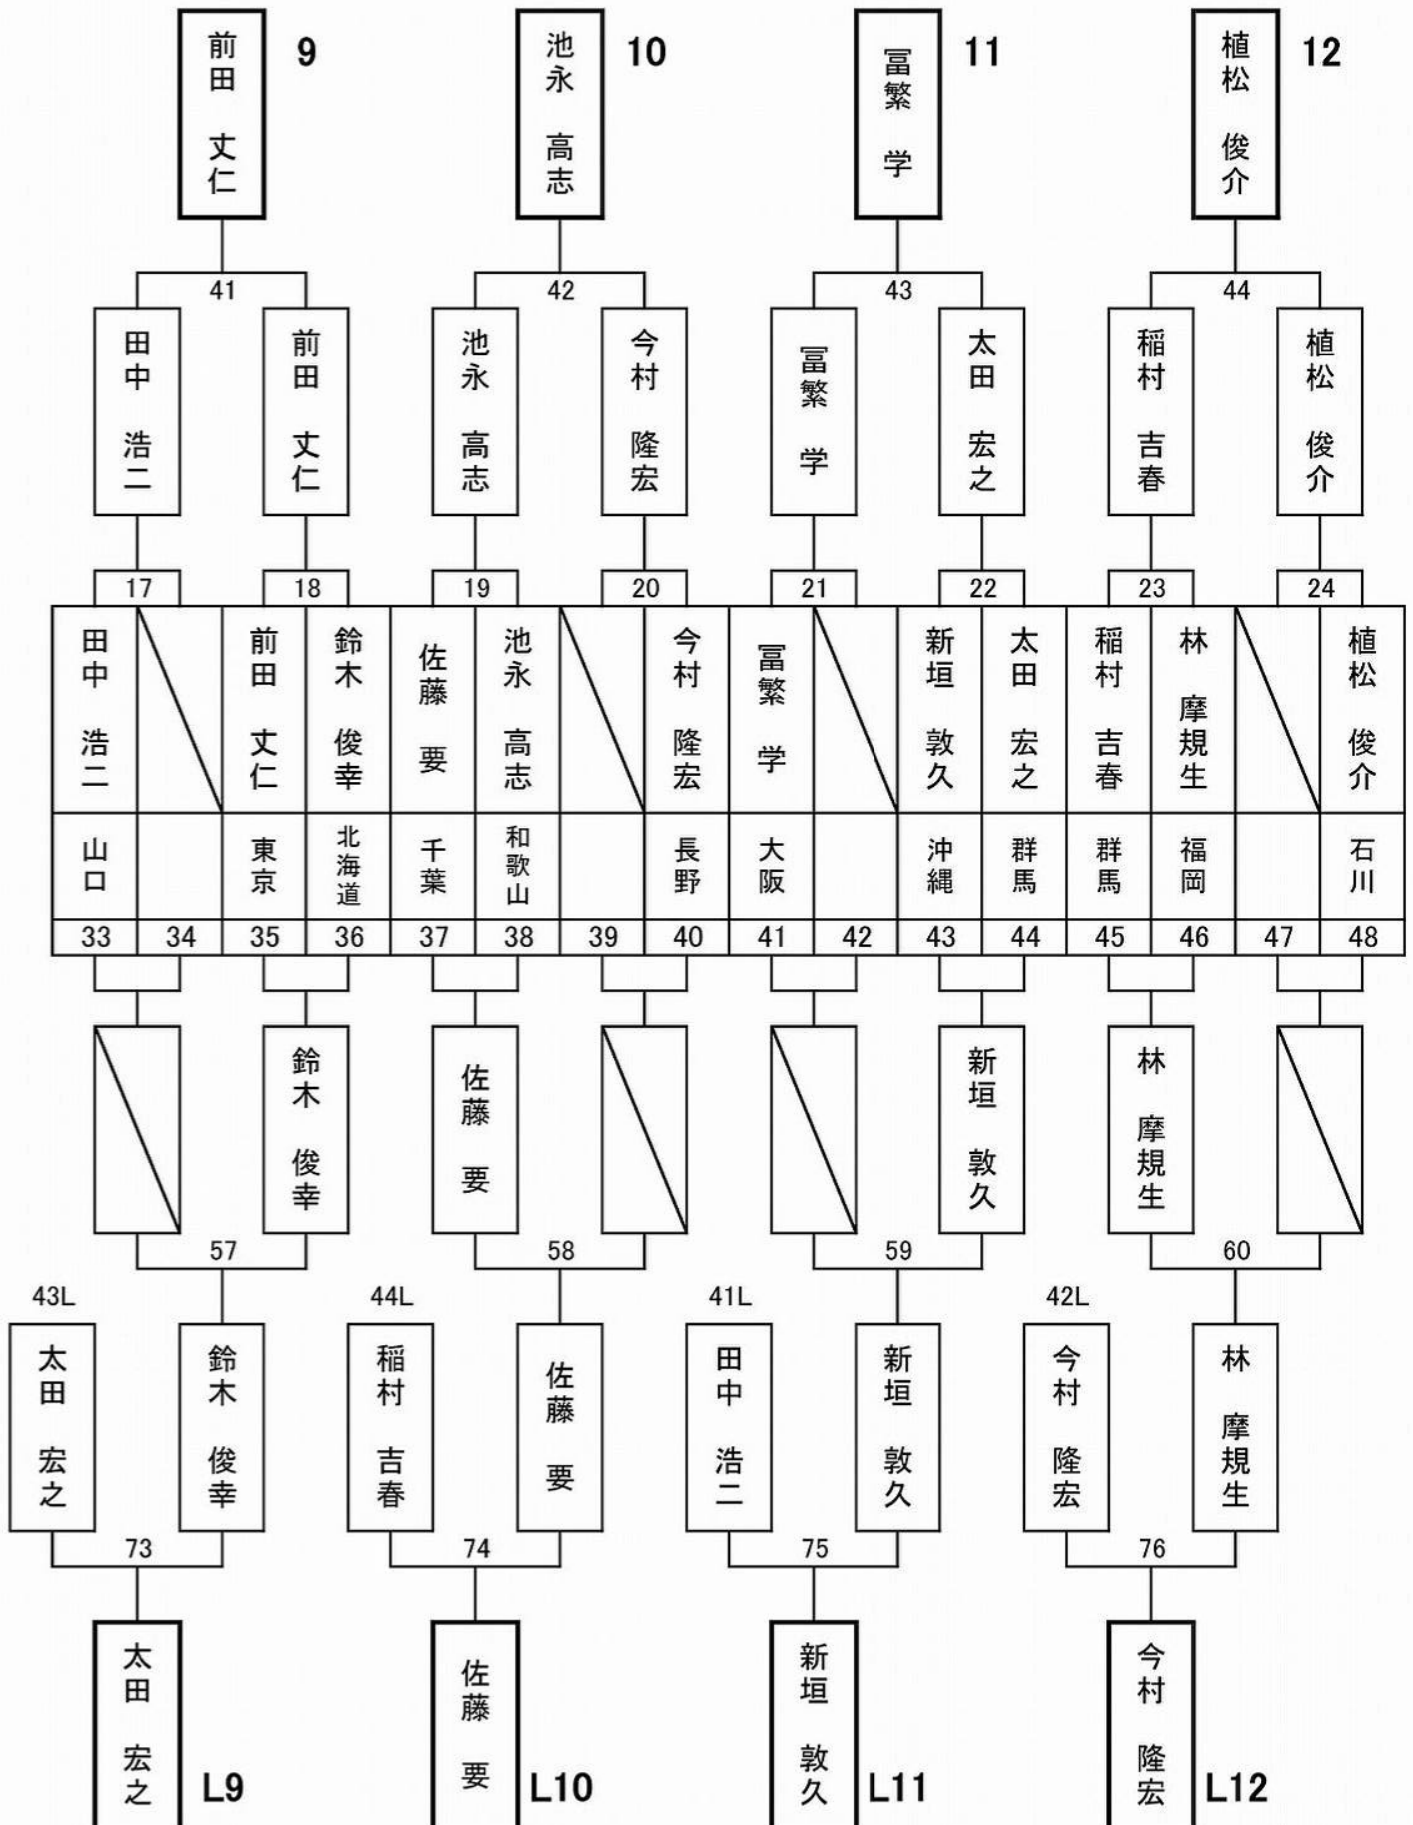 前田 丈仁 9 池永 高志 10 冨繁 学 11 植松 俊介 12
41 42 43 44
田中 浩二 前田 丈仁 池永 高志 今村 隆宏 冨繁 学 太田 宏之 稲村 吉春 植松 俊介
17 18 19 20 21 22 23 24
田中 浩二 前田 丈仁 鈴木 俊幸 佐藤 要 池永 高志 今村 隆宏 冨繁 学 新垣 敦久 太田 宏之 稲村 吉春 林 摩規生 植松 俊介
山口 東京 北海道 千葉 和歌山 長野 大阪 沖縄 群馬 群馬 福岡 石川
33 34 35 36 37 38 39 40 41 42 43 44 45 46 47 48
鈴木 俊幸 佐藤 要 新垣 敦久 林 摩規生
57 58 59 60
43L 44L 41L 42L
太田 宏之 鈴木 俊幸 稲村 吉春 佐藤 要 田中 浩二 新垣 敦久 今村 隆宏 林 摩規生
73 74 75 76
太田 宏之 L9 佐藤 要 L10 新垣 敦久 L11 今村 隆宏 L12